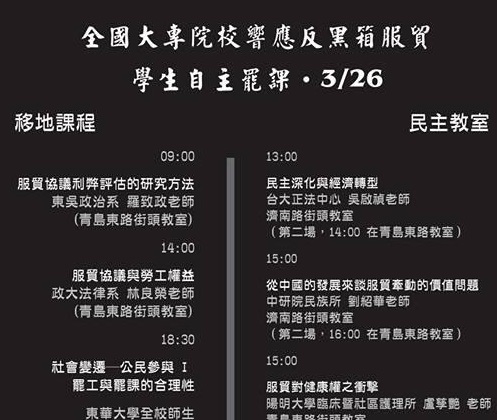 全國大專院校響應反黑箱服貿
學生自主罷課・3/26
移地課程
09:00
服貿協議利弊評估的研究方法
東吳政治系 羅致政老師
(青島東路街頭教室)
14:00
服貿協議與勞工權益
政大法律系 林良榮老師
(青島東路街頭教室)
18:30
社會變遷─公民參與 I
罷工與罷課的合理性
東華大學全校師生
民主教室
13:00
民主深化與經濟轉型
台大正法中心 吳啟禎老師
濟南路街頭教室
(第二場，14:00 在青島東路教室)
15:00
從中國的發展來談服貿牽動的價值問題
中研院民族所 劉紹華老師
濟南路街頭教室
(第二場，16:00 在青島東路教室)
15:00
服貿對健康權之衝擊
陽明大學臨床暨社區護理所 盧孳艷 老師
青島東路街頭教室